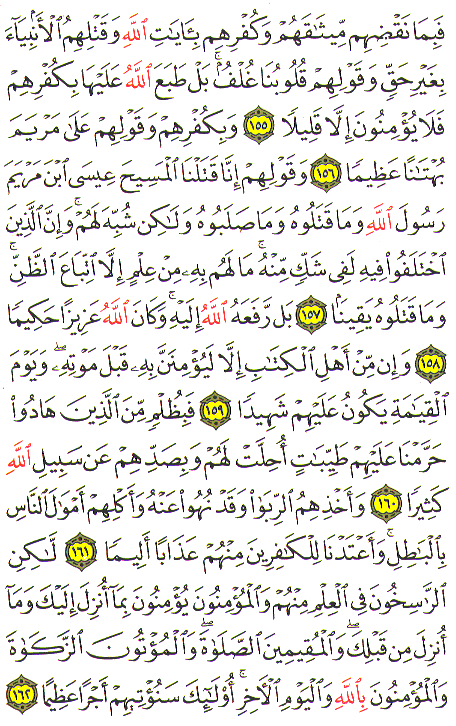 فَبِمَا نَقْضِهِم مِّيثَٰقَهُمْ وَكُفْرِهِم بِـَٔايَٰتِ ٱللَّهِ وَقَتْلِهِمُ ٱلْأَنۢبِيَآءَ
بِغَيْرِ حَقٍّ وَقَوْلِهِمْ قُلُوبُنَا غُلْفٌۢ ۚ بَلْ طَبَعَ ٱللَّهُ عَلَيْهَا بِكُفْرِهِمْ
فَلَا يُؤْمِنُونَ إِلَّا قَلِيلًا ١٥٥ وَبِكُفْرِهِمْ وَقَوْلِهِمْ عَلَىٰ مَرْيَمَ
بُهْتَٰنًا عَظِيمًا ١٥٦ وَقَوْلِهِمْ إِنَّا قَتَلْنَا ٱلْمَسِيحَ عِيسَى ٱبْنَ مَرْيَمَ
رَسُولَ ٱللَّهِ وَمَا قَتَلُوهُ وَمَا صَلَبُوهُ وَلَٰكِن شُبِّهَ لَهُمْ ۚ وَإِنَّ ٱلَّذِينَ
ٱخْتَلَفُوا۟ فِيهِ لَفِى شَكٍّ مِّنْهُ ۚ مَا لَهُم بِهِۦ مِنْ عِلْمٍ إِلَّا ٱتِّبَاعَ ٱلظَّنِّ ۚ
وَمَا قَتَلُوهُ يَقِينًۢا ١٥٧ بَل رَّفَعَهُ ٱللَّهُ إِلَيْهِ ۚ وَكَانَ ٱللَّهُ عَزِيزًا حَكِيمًا
١٥٨ وَإِن مِّنْ أَهْلِ ٱلْكِتَٰبِ إِلَّا لَيُؤْمِنَنَّ بِهِۦ قَبْلَ مَوْتِهِۦ ۖ وَيَوْمَ
ٱلْقِيَٰمَةِ يَكُونُ عَلَيْهِمْ شَهِيدًا ١٥٩ فَبِظُلْمٍ مِّنَ ٱلَّذِينَ هَادُوا۟
حَرَّمْنَا عَلَيْهِمْ طَيِّبَٰتٍ أُحِلَّتْ لَهُمْ وَبِصَدِّهِمْ عَن سَبِيلِ ٱللَّهِ
كَثِيرًا ١٦٠ وَأَخْذِهِمُ ٱلرِّبَوٰا۟ وَقَدْ نُهُوا۟ عَنْهُ وَأَكْلِهِمْ أَمْوَٰلَ ٱلنَّاسِ
بِٱلْبَٰطِلِ ۚ وَأَعْتَدْنَا لِلْكَٰفِرِينَ مِنْهُمْ عَذَابًا أَلِيمًا ١٦١ لَّٰكِنِ
ٱلرَّٰسِخُونَ فِى ٱلْعِلْمِ مِنْهُمْ وَٱلْمُؤْمِنُونَ يُؤْمِنُونَ بِمَآ أُنزِلَ إِلَيْكَ وَمَآ
أُنزِلَ مِن قَبْلِكَ ۚ وَٱلْمُقِيمِينَ ٱلصَّلَوٰةَ ۚ وَٱلْمُؤْتُونَ ٱلزَّكَوٰةَ
وَٱلْمُؤْمِنُونَ بِٱللَّهِ وَٱلْيَوْمِ ٱلْءَاخِرِ أُو۟لَٰٓئِكَ سَنُؤْتِيهِمْ أَجْرًا عَظِيمًا ١٦٢